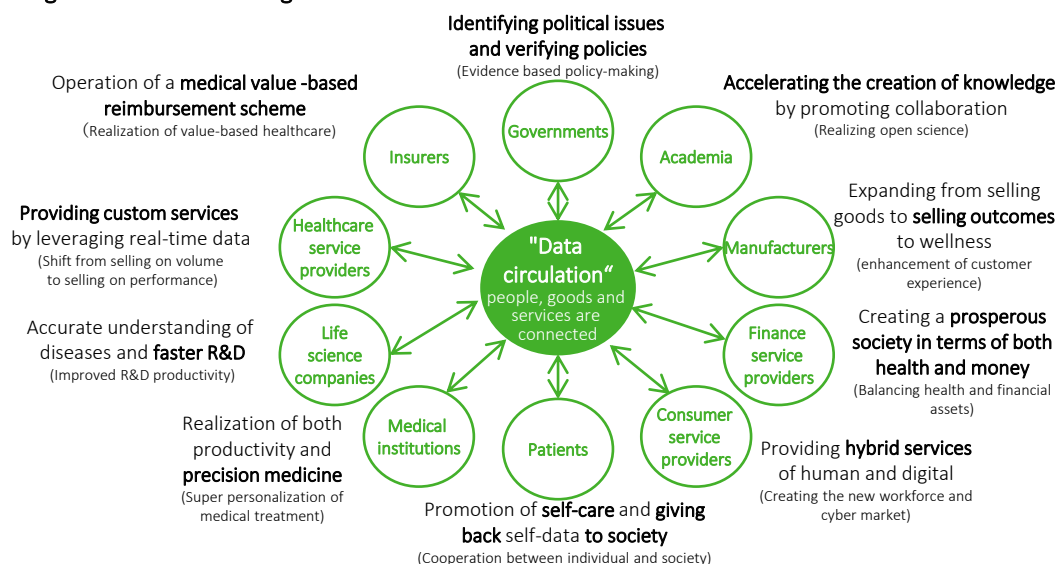 Identifying political issues
and verifying policies
(Evidence based policy-making)
Operation of a medical value -based
reimbursement scheme
(Realization of value-based healthcare)
Accelerating the creation of knowledge
by promoting collaboration
(Realizing open science)
Governments
Insurers
Academia
Providing custom services
by leveraging real-time data
(Shift from selling on volume
to selling on performance)
Healthcare
service
providers
"Data
circulation“
people, goods and
services are
connected
Manufacturers
Expanding from selling
goods to selling outcomes
to wellness
(enhancement of customer
experience)
Accurate understanding of
diseases and faster R&D
(Improved R&D productivity)
Life
science
companies
Finance
service
providers
Creating a prosperous
society in terms of both
health and money
(Balancing health and financial
assets)
Realization of both
productivity and
precision medicine
(Super personalization of
medical treatment)
Medical
institutions
Patients
Consumer
service
providers
Providing hybrid services
of human and digital
(Creating the new workforce and
cyber market)
Promotion of self-care and giving
back self-data to society
(Cooperation between individual and society)